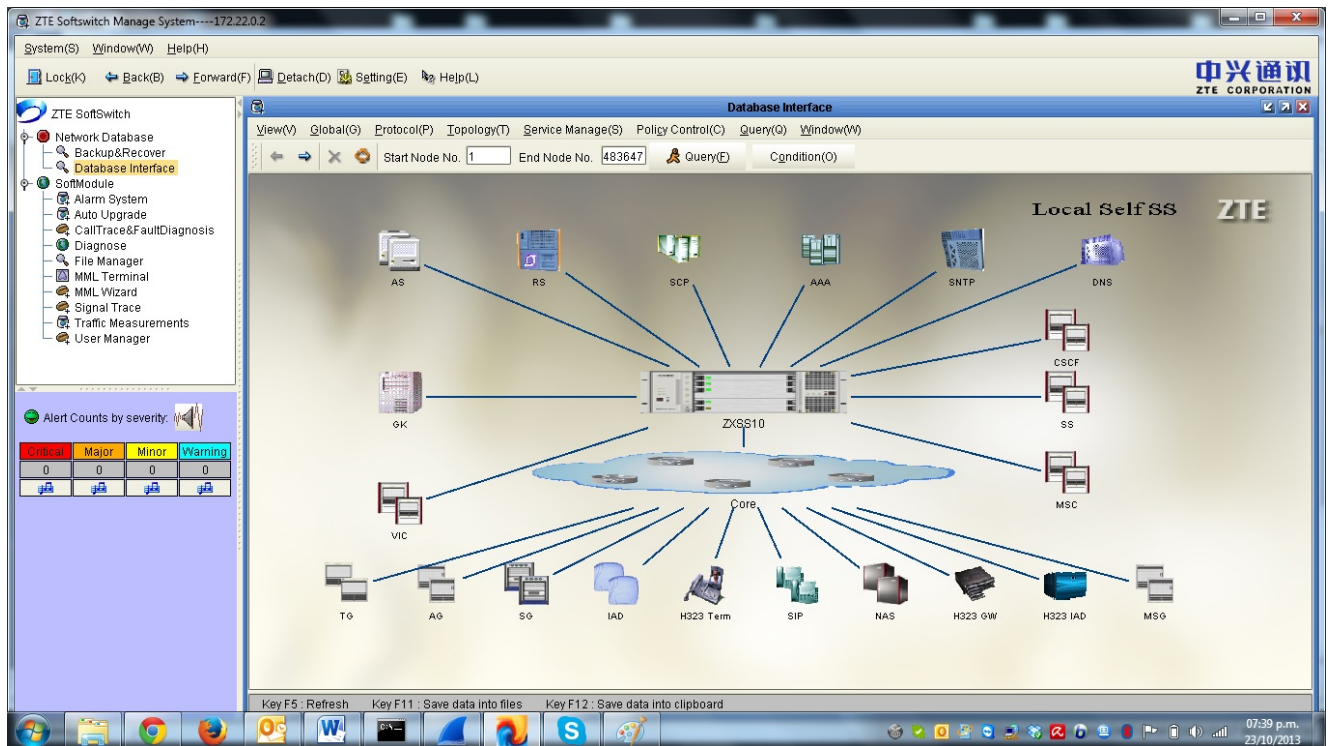 ZTE Softswitch Manage System----172.22.0.2
System(S) Window(W) Help(H)
Lock(K) Back(B) Forward(F) Detach(D) Setting(E) Help(L)
中兴通讯
ZTE CORPORATION
ZTE SoftSwitch
Network Database
Backup&Recover
Database Interface
SoftModule
Alarm System
Auto Upgrade
CallTrace&FaultDiagnosis
Diagnose
File Manager
MML Terminal
MML Wizard
Signal Trace
Traffic Measurements
User Manager
Alert Counts by severity:
Critical Major Minor Warning
0 0 0 0
Database Interface
View(V) Global(G) Protocol(P) Topology(T) Service Manage(S) Policy Control(C) Query(Q) Window(W)
Start Node No. 1 End Node No. 483647 Query(F) Condition(O)
Local Self SS ZTE
AS RS SCP AAA SNTP DNS
CSCF
GK ZXSS10 SS
Core MSC
VIC
TG AG SG IAD H323 Term SIP NAS H323 GW H323 IAD MSG
Key F5 : Refresh Key F11 : Save data into files Key F12 : Save data into clipboard
07:39 p.m.
23/10/2013